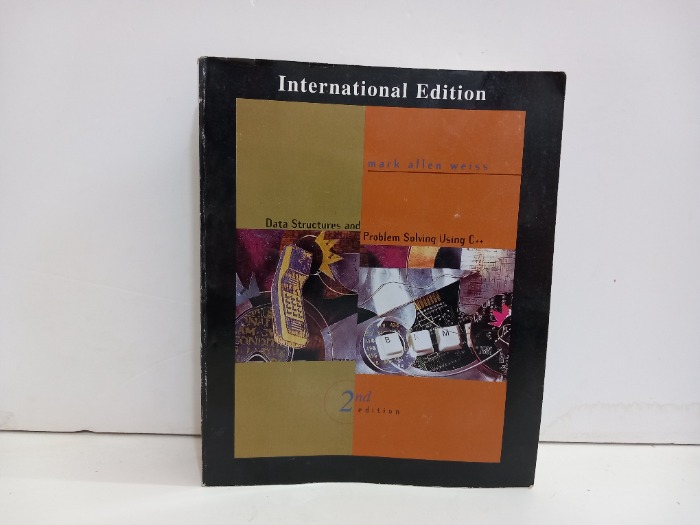 International Edition
mark allen weiss
Data Structures and
Problem Solving Using C++
B
M
2nd
edition